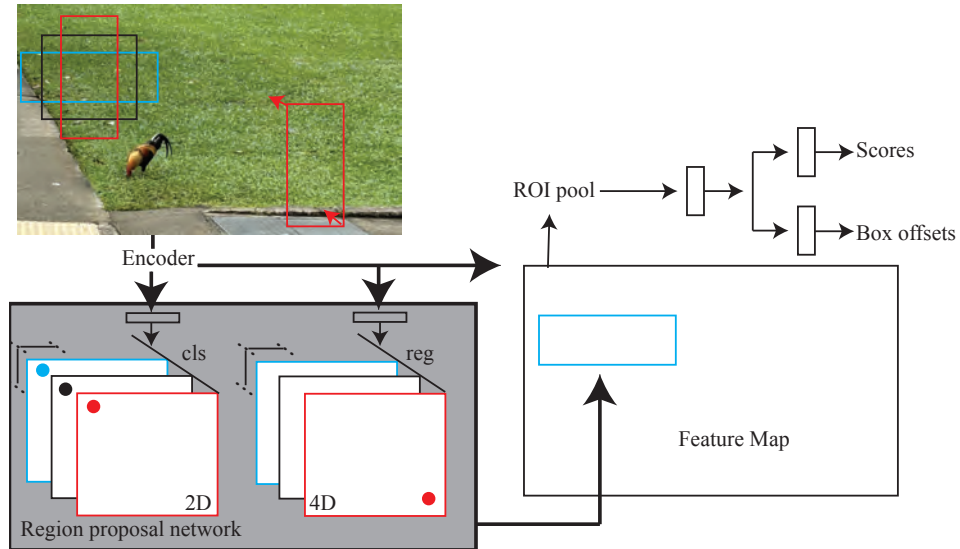 Scores
ROI pool
Box offsets
Encoder
cls
reg
Feature Map
2D
4D
Region proposal network